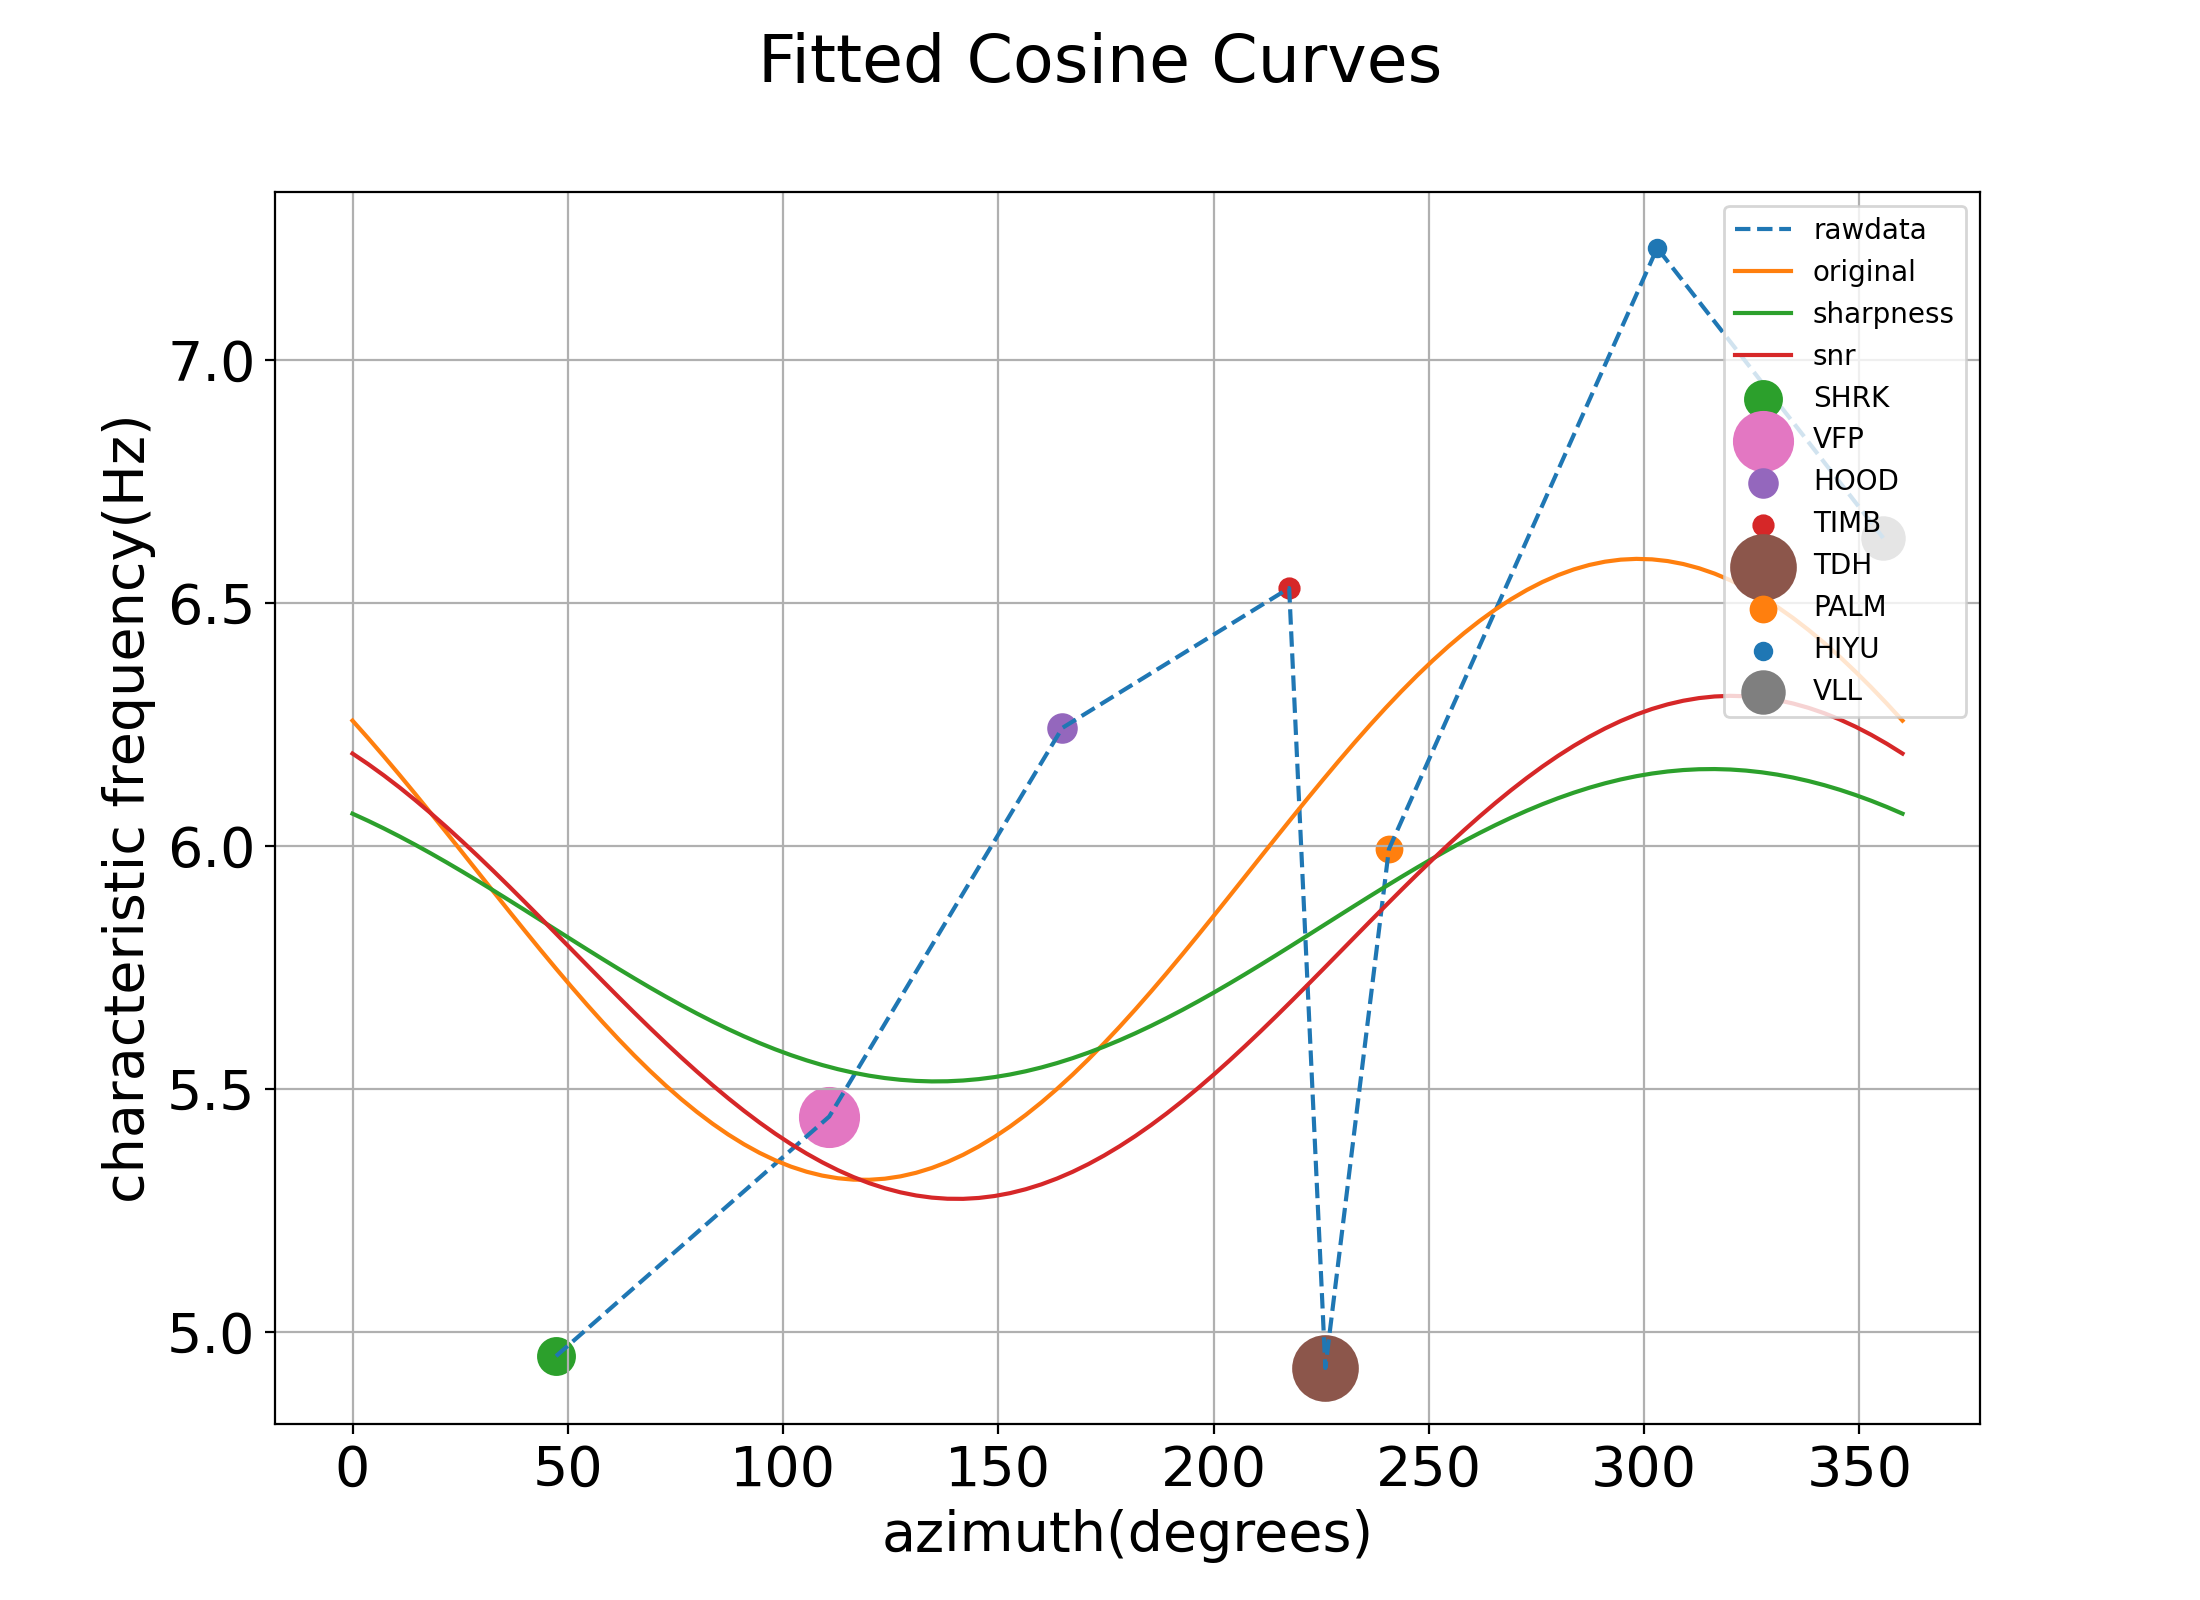 Fitted Cosine Curves
characteristic frequency(Hz)
7.0
6.5
6.0
5.5
5.0
rawdata
original
sharpness
snr
SHRK
VFP
HOOD
TIMB
TDH
PALM
HIYU
VLL
0 50 100 150 200 250 300 350
azimuth(degrees)